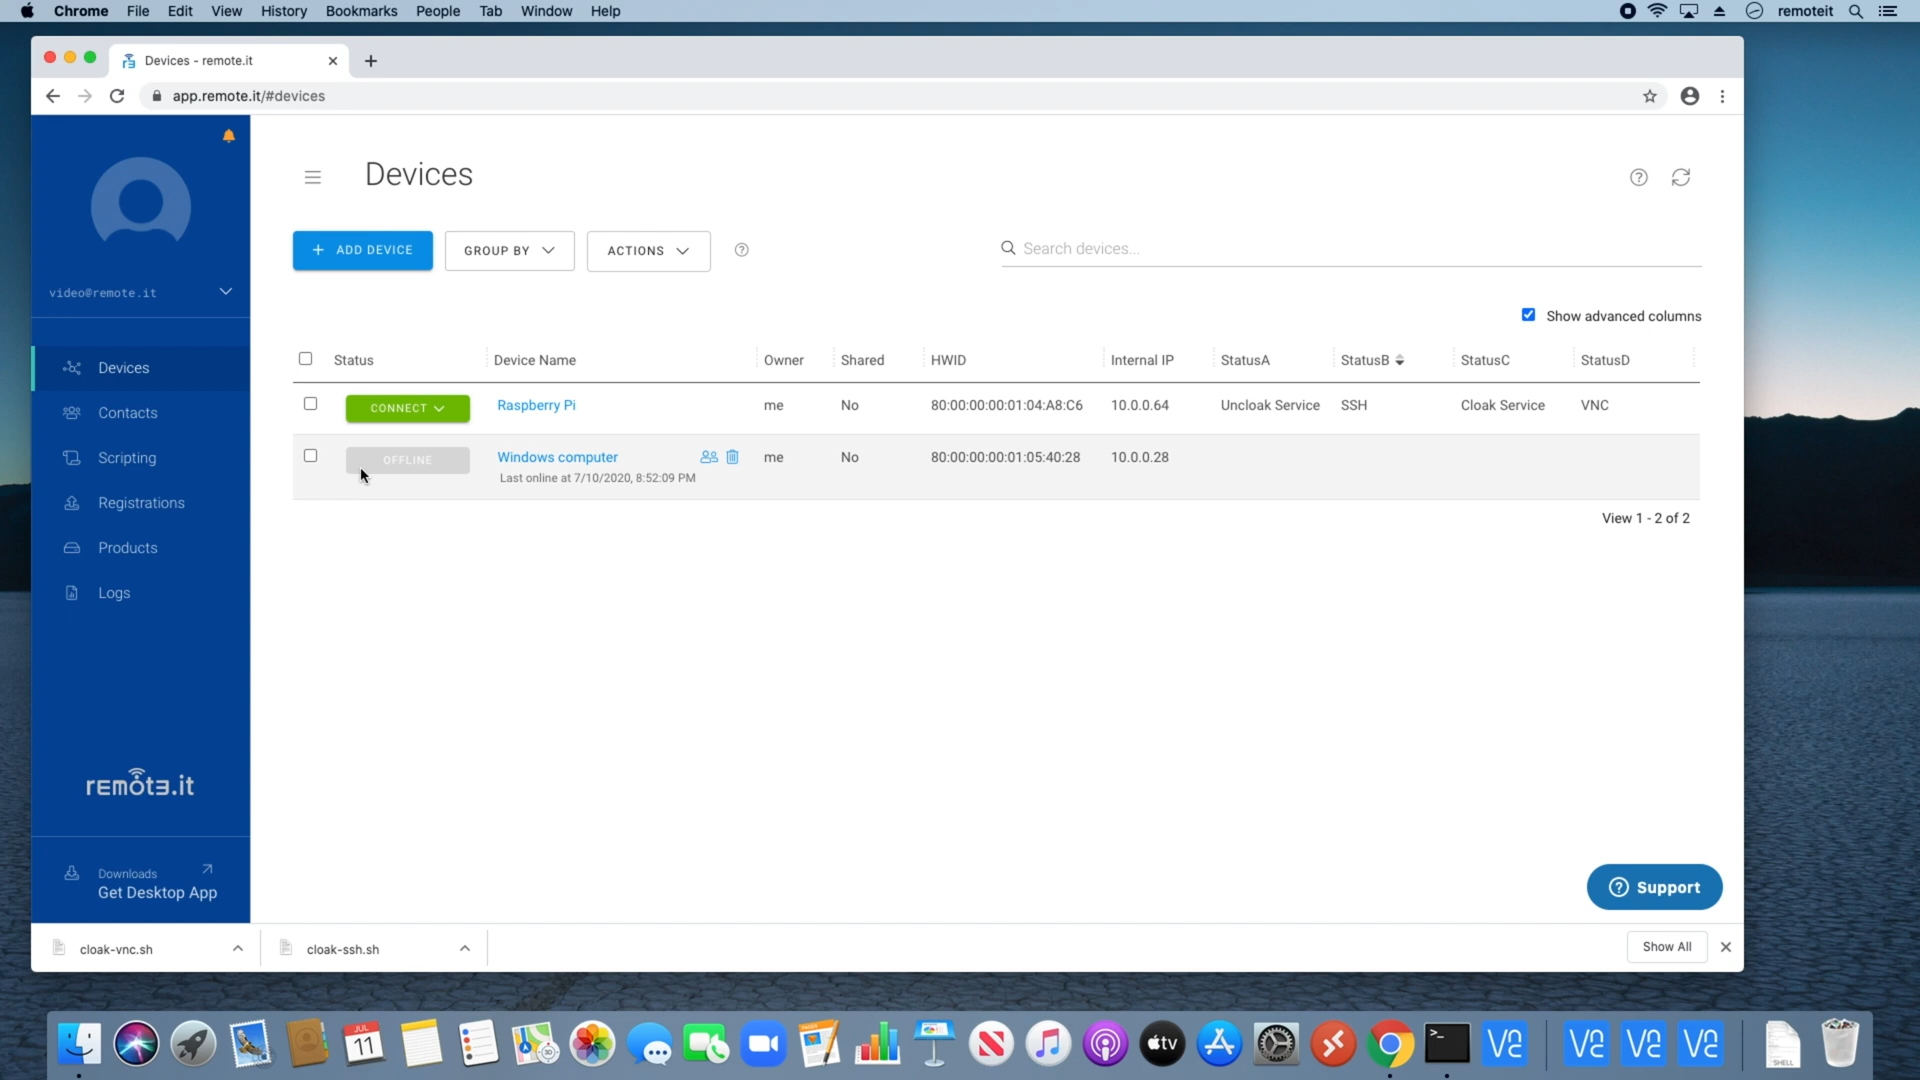 Chrome File Edit View History Bookmarks People Tab Window Help remoteit
Devices - remote.it
app.remote.it/#devices
Devices
+ ADD DEVICE GROUP BY ACTIONS Search devices...
video@remote.it
Show advanced columns
Status Device Name Owner Shared HWID Internal IP StatusA StatusB StatusC StatusD
CONNECT Raspberry Pi me No 80:00:00:00:01:04:A8:C6 10.0.0.64 Uncloak Service SSH Cloak Service VNC
OFFLINE Windows computer me No 80:00:00:00:01:05:40:28 10.0.0.28
Last online at 7/10/2020, 8:52:09 PM
View 1 - 2 of 2
Devices
Contacts
Scripting
Registrations
Products
Logs
remot3.it
Downloads
Get Desktop App
Support
cloak-vnc.sh cloak-ssh.sh Show All
JUL
11
PAGES
tv
SHELL